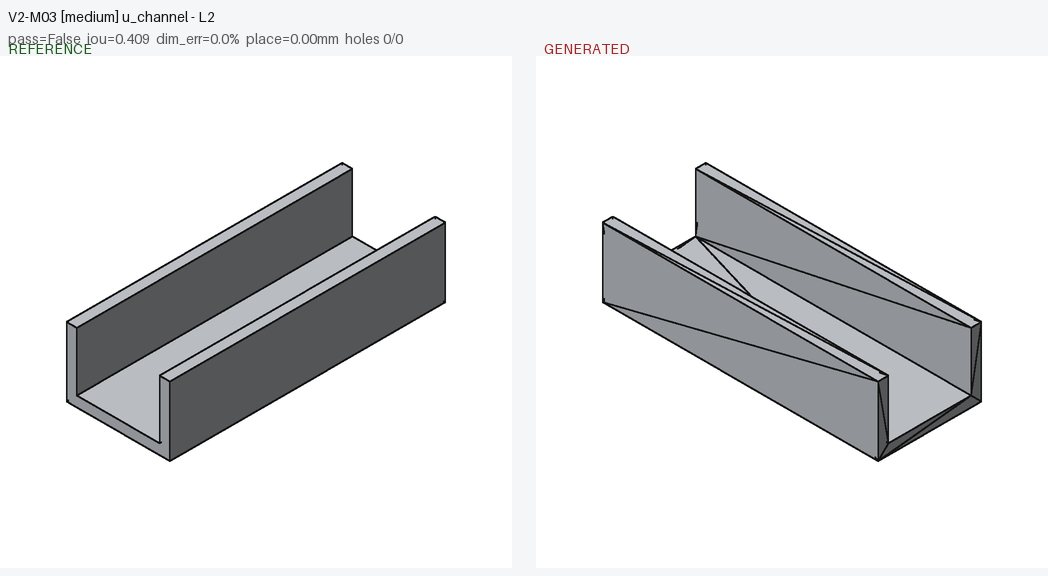 V2-M03 [medium] u_channel - L2
pass=False iou=0.409 dim_err=0.0% place=0.00mm holes 0/0
REFERENCE
GENERATED